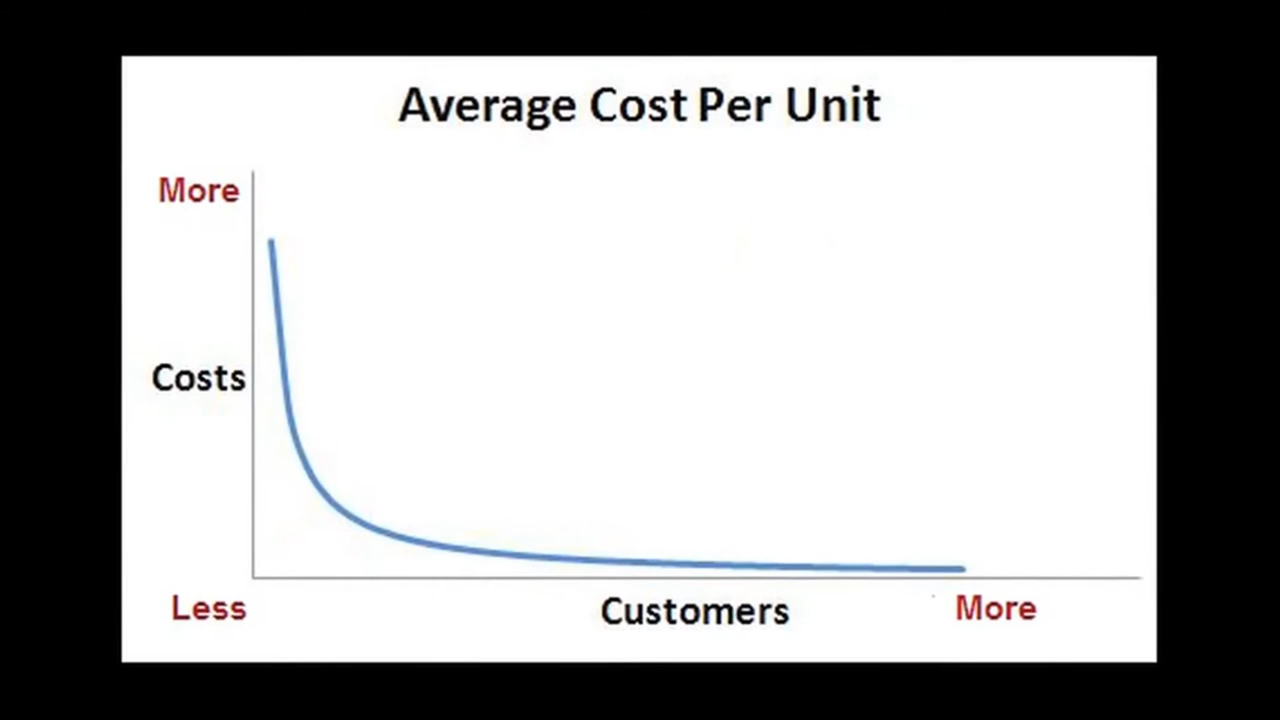 Average Cost Per Unit
More
Costs
Less
Customers
More